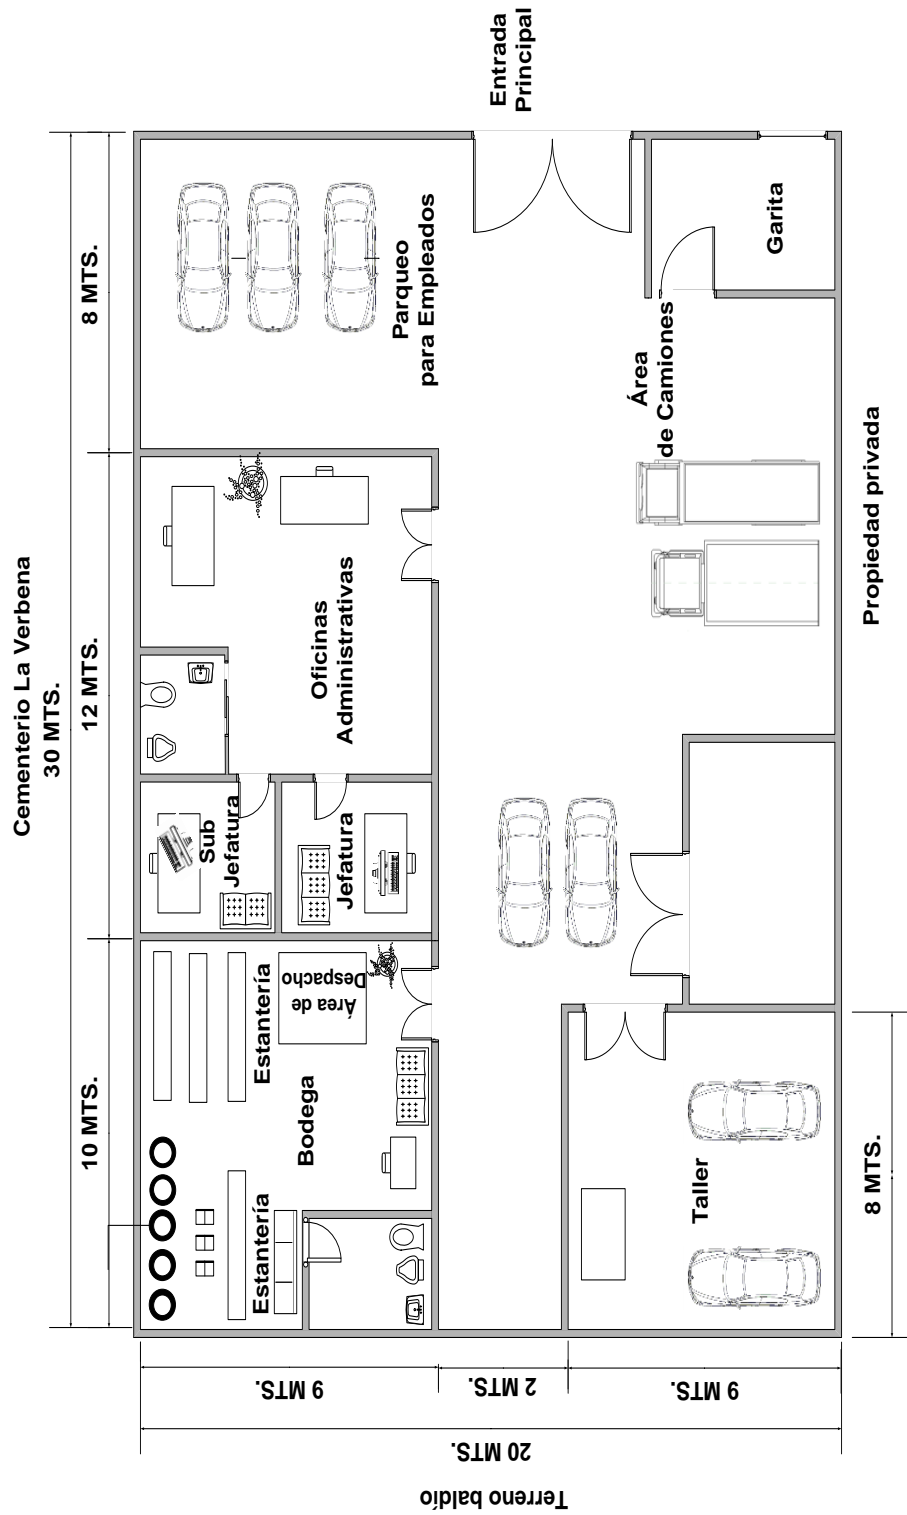 Cementerio La Verbena
30 MTS.
10 MTS.
12 MTS.
8 MTS.
Entrada
Principal
Parqueo
para Empleados
Oficinas
Administrativas
Sub
Jefatura
Jefatura
Estantería
Estantería
Bodega
Área de
Despacho
Área
de Camiones
Garita
Taller
8 MTS.
Propiedad privada
9 MTS.
2 MTS.
9 MTS.
20 MTS.
Terreno baldío